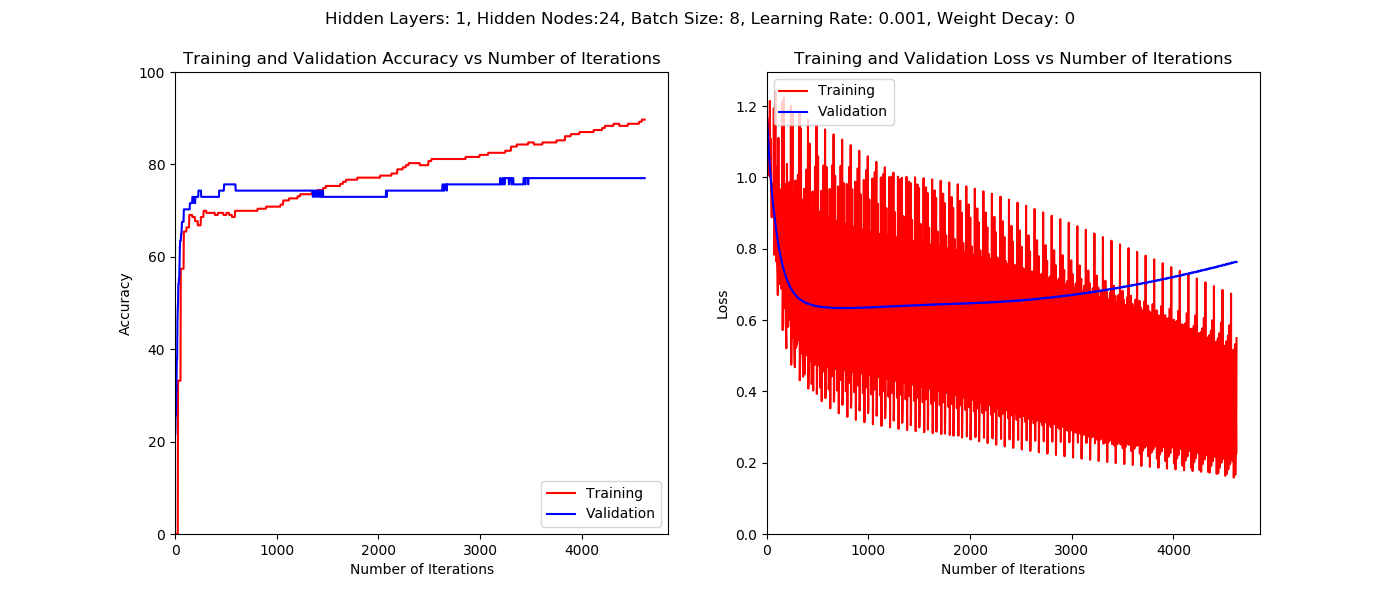 Hidden Layers: 1, Hidden Nodes:24, Batch Size: 8, Learning Rate: 0.001, Weight Decay: 0
Training and Validation Accuracy vs Number of Iterations
100
80
60
40
20
0
Accuracy
0 1000 2000 3000 4000
Number of Iterations
Training
Validation
Training and Validation Loss vs Number of Iterations
1.2
1.0
0.8
0.6
0.4
0.2
0.0
Loss
0 1000 2000 3000 4000
Number of Iterations
Training
Validation